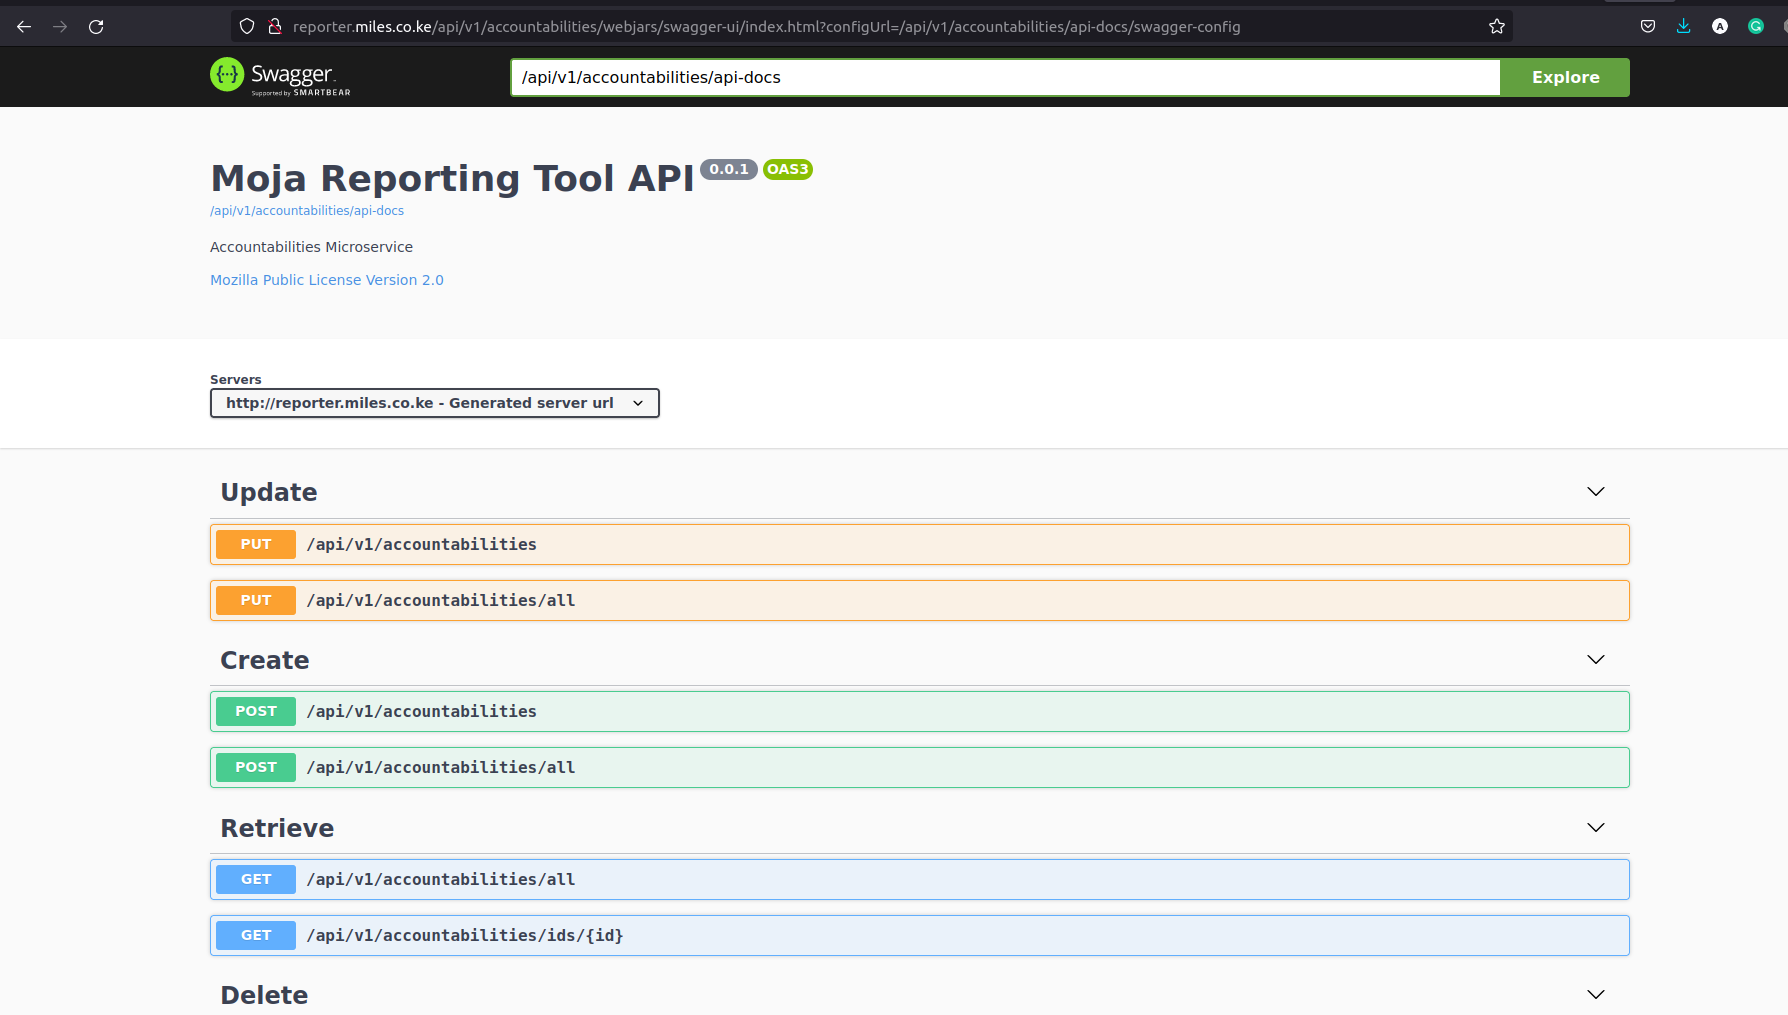 reporter.miles.co.ke/api/v1/accountabilities/webjars/swagger-ui/index.html?configUrl=/api/v1/accountabilities/api-docs/swagger-config
A
G
{···} Swagger
Supported by SMARTBEAR
/api/v1/accountabilities/api-docs
Explore
Moja Reporting Tool API 0.0.1 OAS3
/api/v1/accountabilities/api-docs
Accountabilities Microservice
Mozilla Public License Version 2.0
Servers
http://reporter.miles.co.ke - Generated server url
Update
PUT /api/v1/accountabilities
PUT /api/v1/accountabilities/all
Create
POST /api/v1/accountabilities
POST /api/v1/accountabilities/all
Retrieve
GET /api/v1/accountabilities/all
GET /api/v1/accountabilities/ids/{id}
Delete